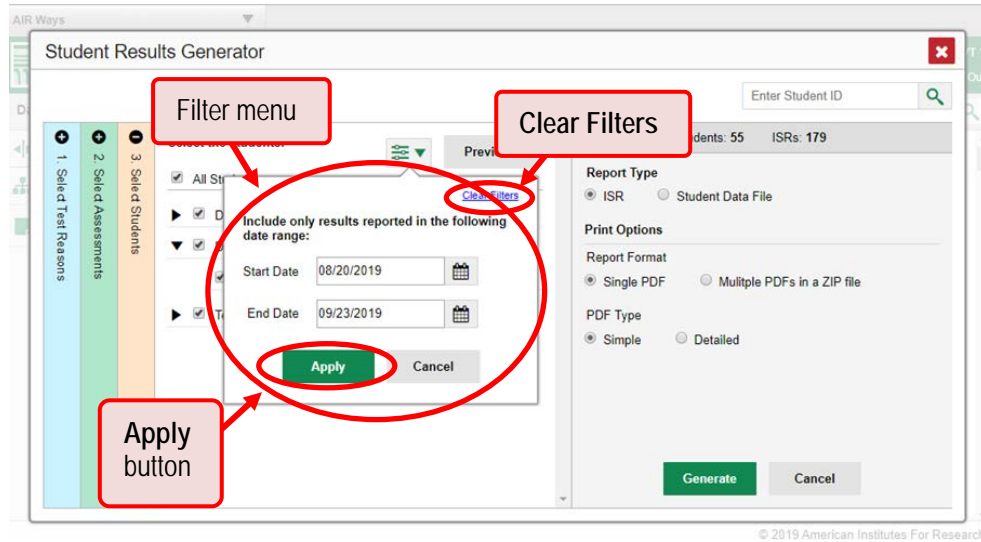 AIR Ways
Student Results Generator
Enter Student ID
Filter menu
Clear Filters
1. Select Test Reasons
2. Select Assessments
3. Select Students
ISRs: 179
All
Clear Filters
Include only results reported in the following
date range:
Start Date 08/20/2019
End Date 09/23/2019
Apply Cancel
Apply
button
Report Type
ISR Student Data File
Print Options
Report Format
Single PDF Mulitple PDFs in a ZIP file
PDF Type
Simple Detailed
Generate Cancel
© 2019 American Institutes For Research